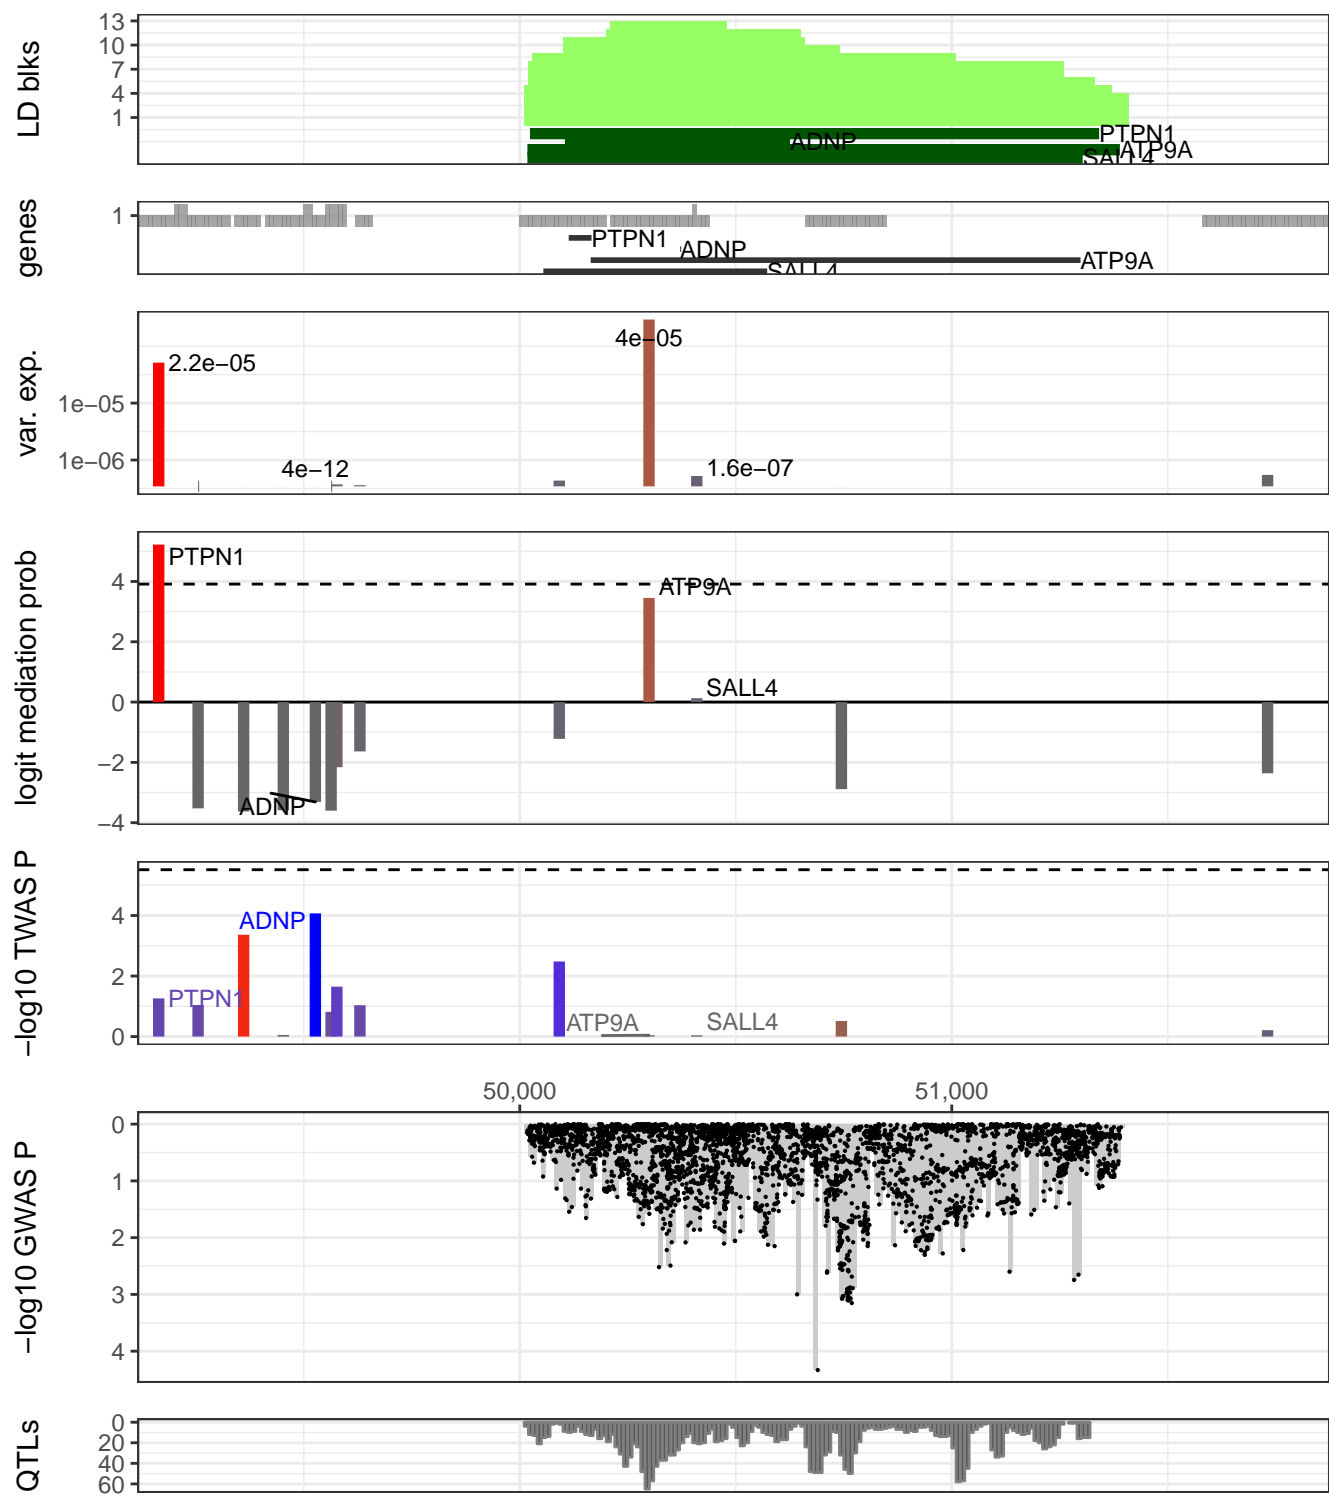 LD blks
13
10
7
4
1
PTPN1
ADNP
ATP9A
SALL4
genes
1
PTPN1
ADNP
ATP9A
SALL4
var. exp.
1e−05
1e−06
2.2e−05
4e−05
4e−12
1.6e−07
logit mediation prob
4
2
0
−2
−4
PTPN1
ATP9A
SALL4
ADNP
−log10 TWAS P
4
2
0
ADNP
PTPN1
ATP9A
SALL4
50,000
51,000
−log10 GWAS P
0
1
2
3
4
QTLs
0
20
40
60